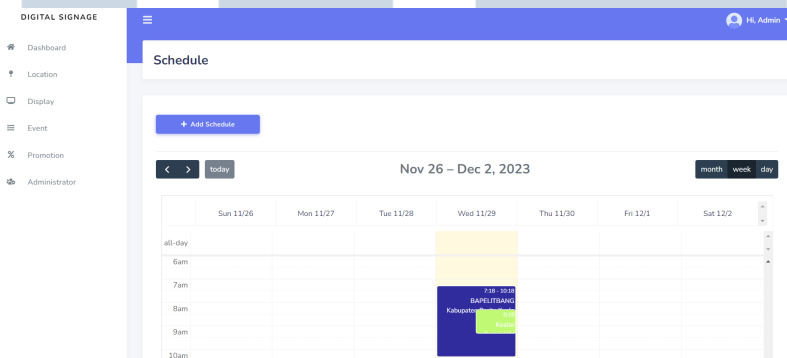 DIGITAL SIGNAGE
Hi, Admin
Dashboard
Location
Display
Event
Promotion
Administrator
Schedule
+ Add Schedule
today
Nov 26 – Dec 2, 2023
month week day
Sun 11/26 Mon 11/27 Tue 11/28 Wed 11/29 Thu 11/30 Fri 12/1 Sat 12/2
all-day
6am
7am
7:18 - 10:18
BAPELITBANG
8am
Kabupaten
9am
10am